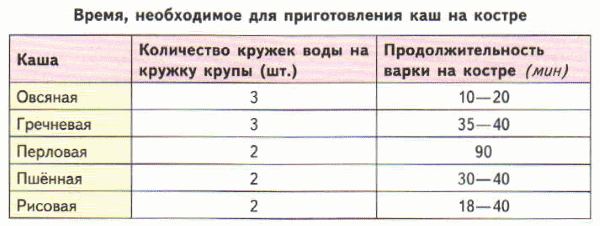 Время, необходимое для приготовления каш на костре
Каша | Количество кружек воды на кружку крупы (шт.) | Продолжительность варки на костре (мин)
Овсяная | 3 | 10—20
Гречневая | 3 | 35—40
Перловая | 2 | 90
Пшённая | 2 | 30—40
Рисовая | 2 | 18—40